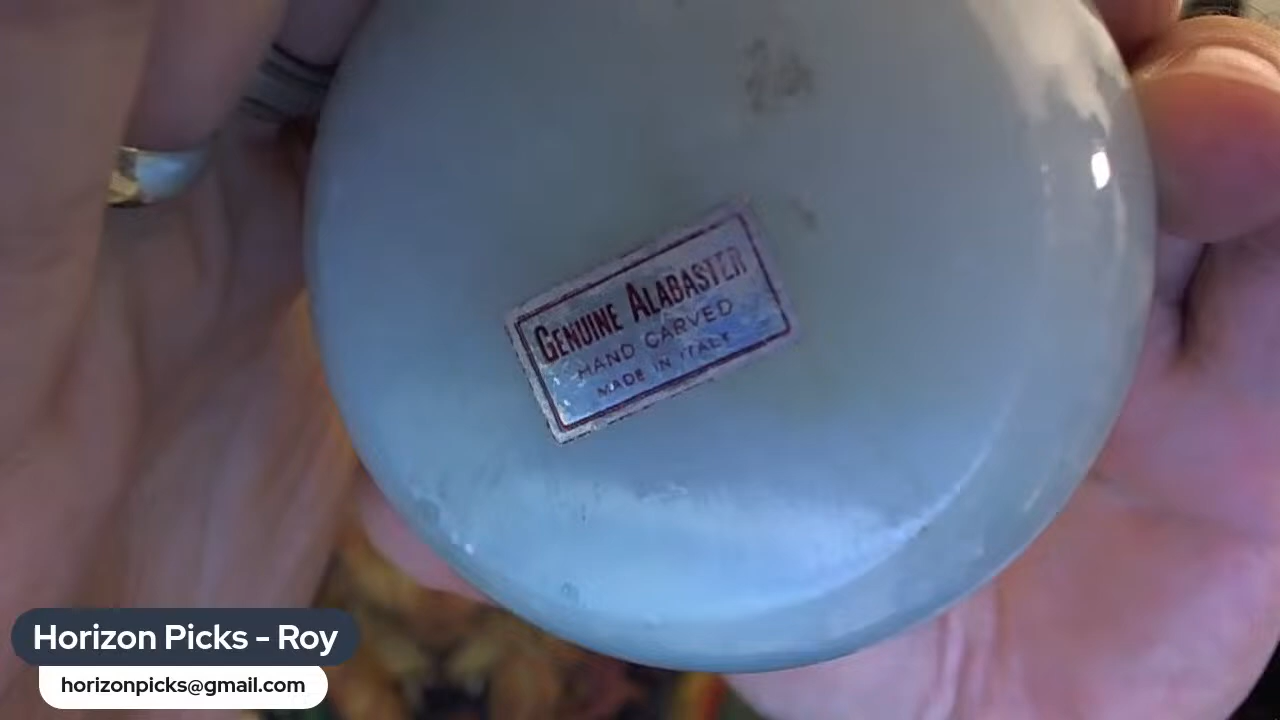 GENUINE ALABASTER
HAND CARVED
MADE IN ITALY
Horizon Picks - Roy
horizonpicks@gmail.com